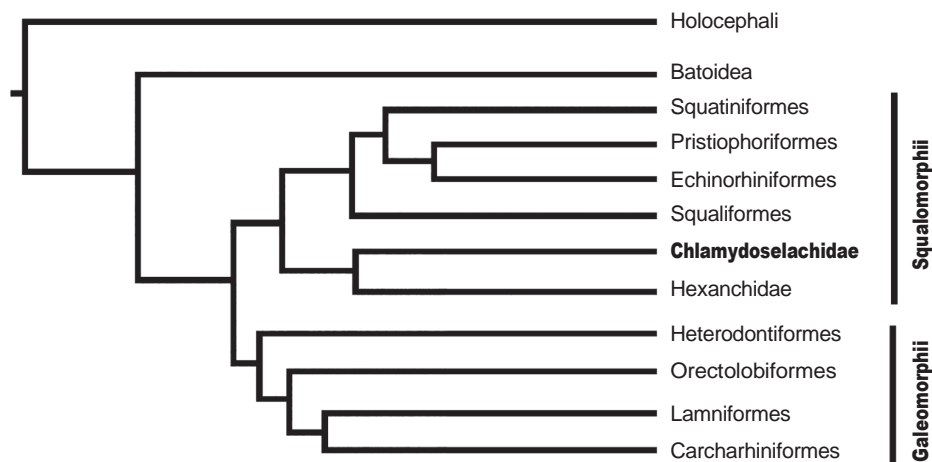 Holocephali
Batoidea
Squatiniformes
Pristiophoriformes
Echinorhiniformes
Squaliformes
Chlamydoselachidae
Hexanchidae
Squalomorphii
Heterodontiformes
Orectolobiformes
Lamniformes
Carcharhiniformes
Galeomorphii